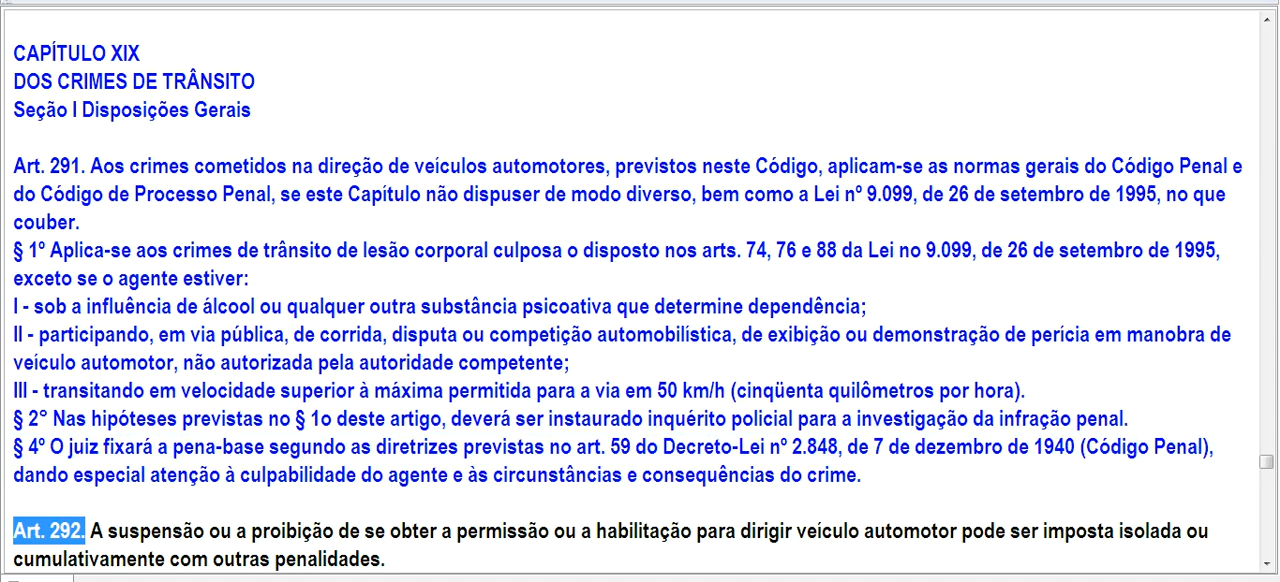 CAPÍTULO XIX
DOS CRIMES DE TRÂNSITO
Seção I Disposições Gerais
Art. 291. Aos crimes cometidos na direção de veículos automotores, previstos neste Código, aplicam-se as normas gerais do Código Penal e
do Código de Processo Penal, se este Capítulo não dispuser de modo diverso, bem como a Lei nº 9.099, de 26 de setembro de 1995, no que
couber.
§ 1º Aplica-se aos crimes de trânsito de lesão corporal culposa o disposto nos arts. 74, 76 e 88 da Lei no 9.099, de 26 de setembro de 1995,
exceto se o agente estiver:
I - sob a influência de álcool ou qualquer outra substância psicoativa que determine dependência;
II - participando, em via pública, de corrida, disputa ou competição automobilística, de exibição ou demonstração de perícia em manobra de
veículo automotor, não autorizada pela autoridade competente;
III - transitando em velocidade superior à máxima permitida para a via em 50 km/h (cinqüenta quilômetros por hora).
§ 2° Nas hipóteses previstas no § 1o deste artigo, deverá ser instaurado inquérito policial para a investigação da infração penal.
§ 4º O juiz fixará a pena-base segundo as diretrizes previstas no art. 59 do Decreto-Lei nº 2.848, de 7 de dezembro de 1940 (Código Penal),
dando especial atenção à culpabilidade do agente e às circunstâncias e consequências do crime.
Art. 292. A suspensão ou a proibição de se obter a permissão ou a habilitação para dirigir veículo automotor pode ser imposta isolada ou
cumulativamente com outras penalidades.